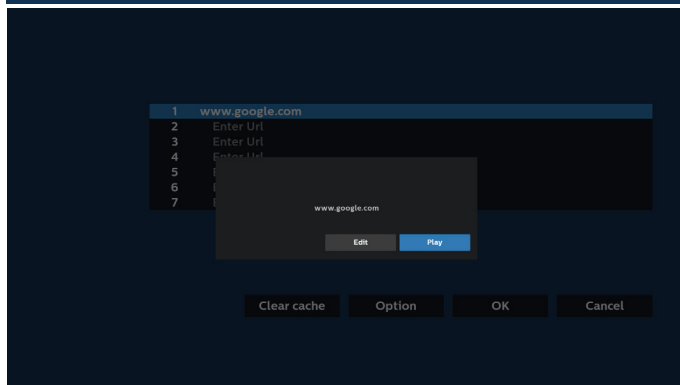 1 www.google.com
2 Enter Url
3 Enter Url
4 Enter Url
5
6
7
www.google.com
Edit Play
Clear cache Option OK Cancel